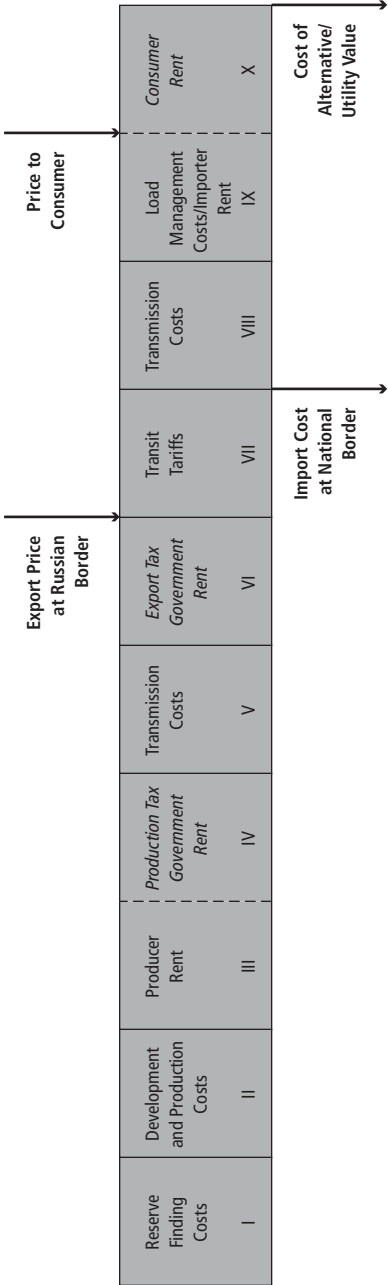 Export Price
at Russian
Border
Price to
Consumer
Reserve
Finding
Costs
I
Development
and Production
Costs
II
Producer
Rent
III
Production Tax
Government
Rent
IV
Transmission
Costs
V
Export Tax
Government
Rent
VI
Transit
Tariffs
VII
Transmission
Costs
VIII
Load
Management
Costs/Importer
Rent
IX
Consumer
Rent
X
Import Cost
at National
Border
Cost of
Alternative/
Utility Value